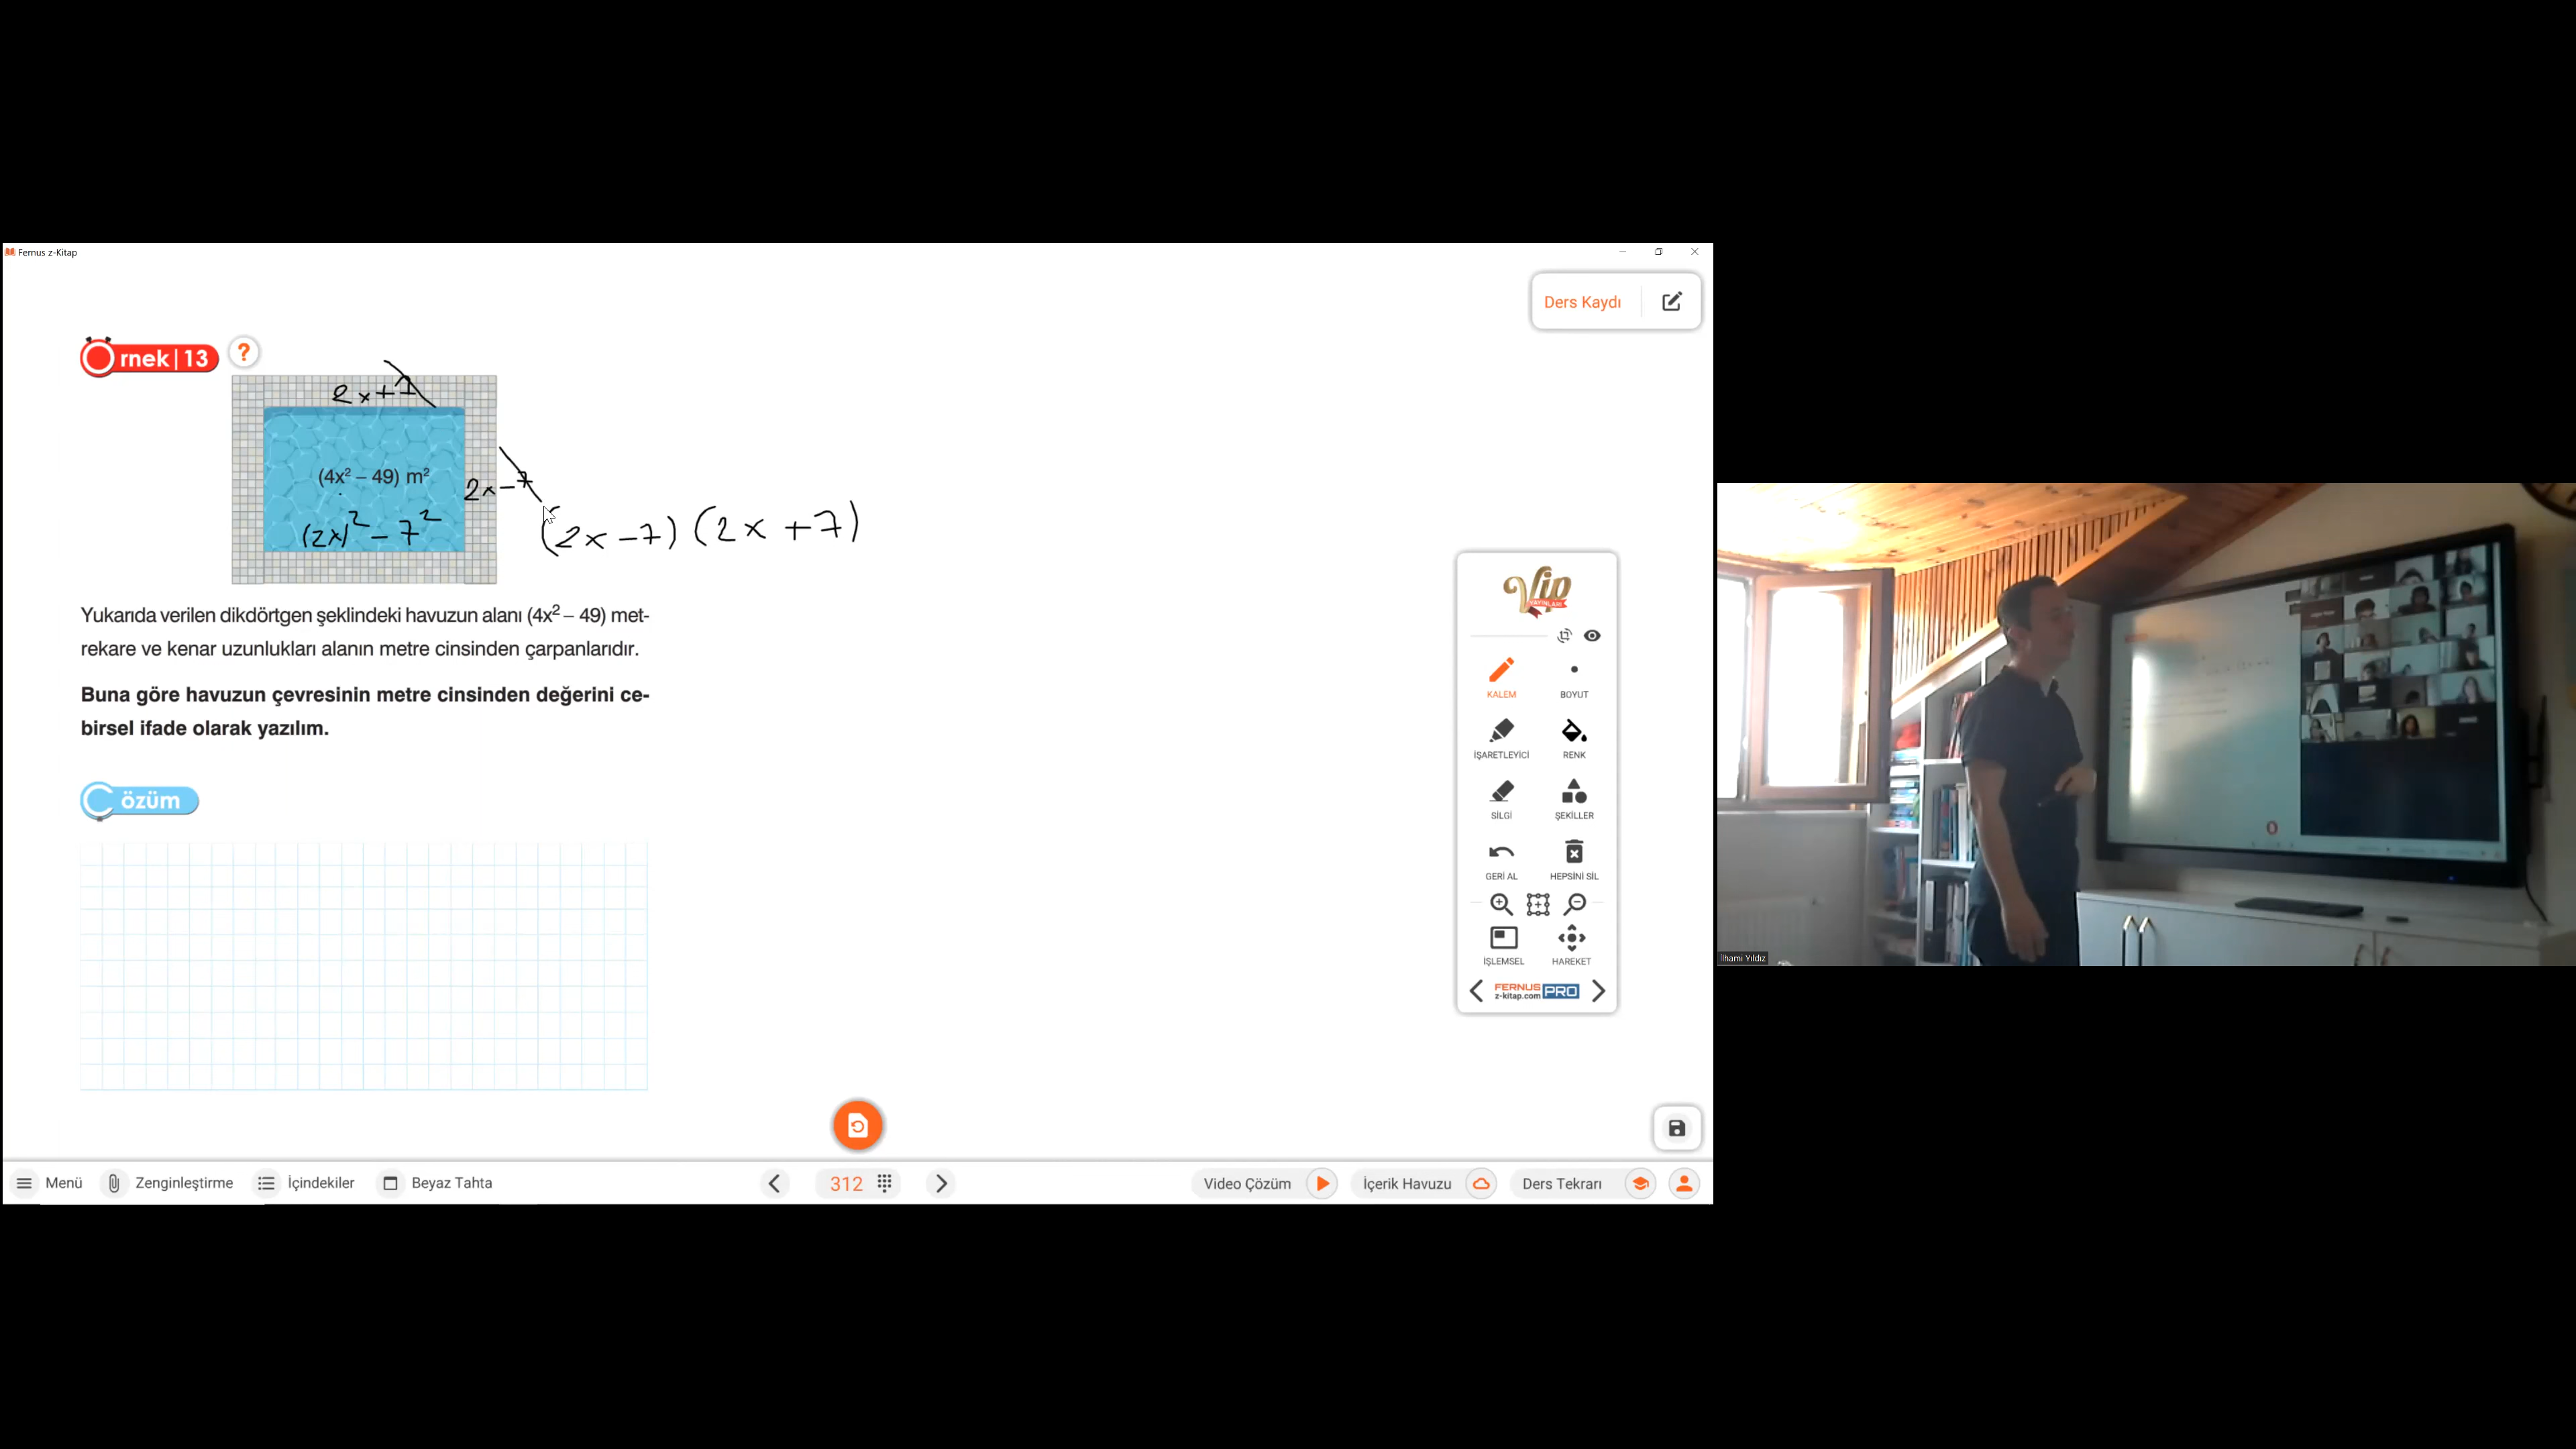 Fernus z-Kitap
Ders Kaydı
Örnek|13
?
2x+7
(4x² – 49) m²
2x-7
(2x)² - 7²
(2x-7) (2x+7)
Yukarıda verilen dikdörtgen şeklindeki havuzun alanı (4x² – 49) met-
rekare ve kenar uzunlukları alanın metre cinsinden çarpanlarıdır.
Buna göre havuzun çevresinin metre cinsinden değerini ce-
birsel ifade olarak yazılım.
Çözüm
Vip
YAYINLARI
KALEM
BOYUT
İŞARETLEYİCİ
RENK
SİLGİ
ŞEKİLLER
GERİ AL
HEPSİNİ SİL
İŞLEMSEL
HAREKET
FERNUS
z-kitap.com PRO
Menü
Zenginleştirme
İçindekiler
Beyaz Tahta
312
Video Çözüm
İçerik Havuzu
Ders Tekrarı
İlhami Yıldız